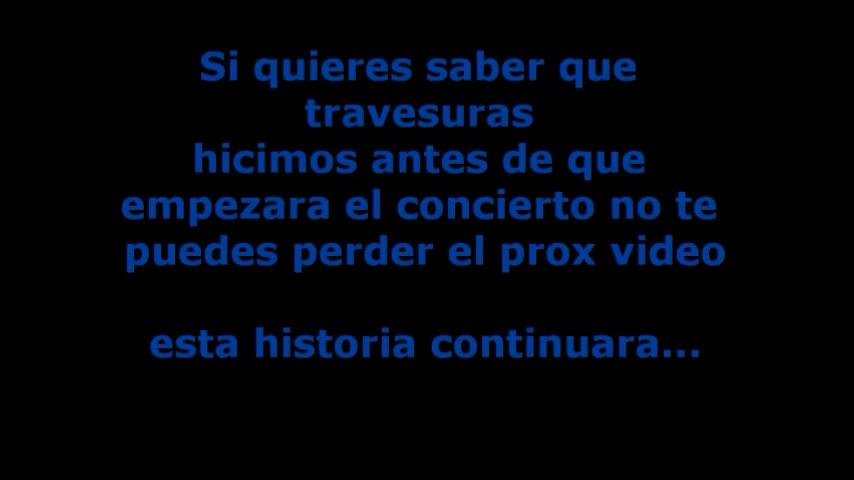 Si quieres saber que
travesuras
hicimos antes de que
empezara el concierto no te
puedes perder el prox video
esta historia continuara...